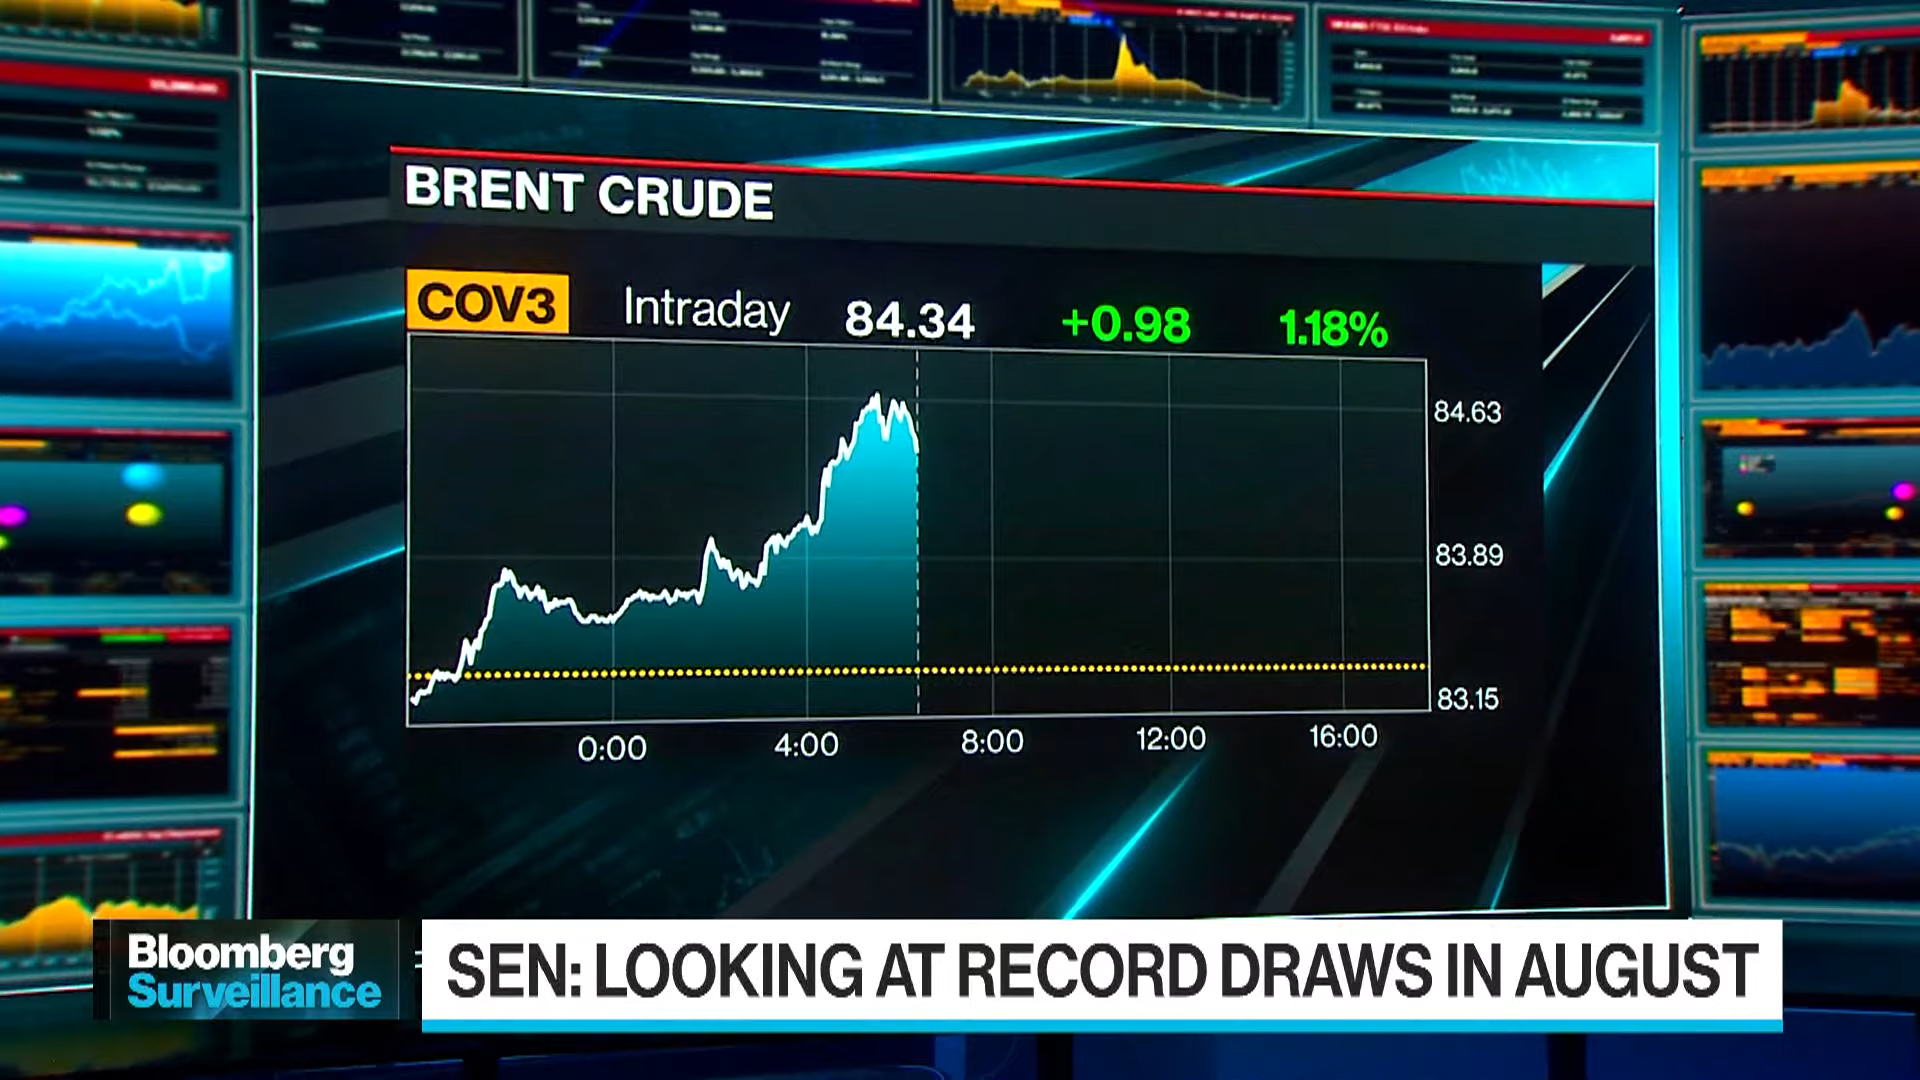 BRENT CRUDE
COV3 Intraday 84.34 +0.98 1.18%
84.63
83.89
83.15
0:00 4:00 8:00 12:00 16:00
Bloomberg
Surveillance
SEN: LOOKING AT RECORD DRAWS IN AUGUST